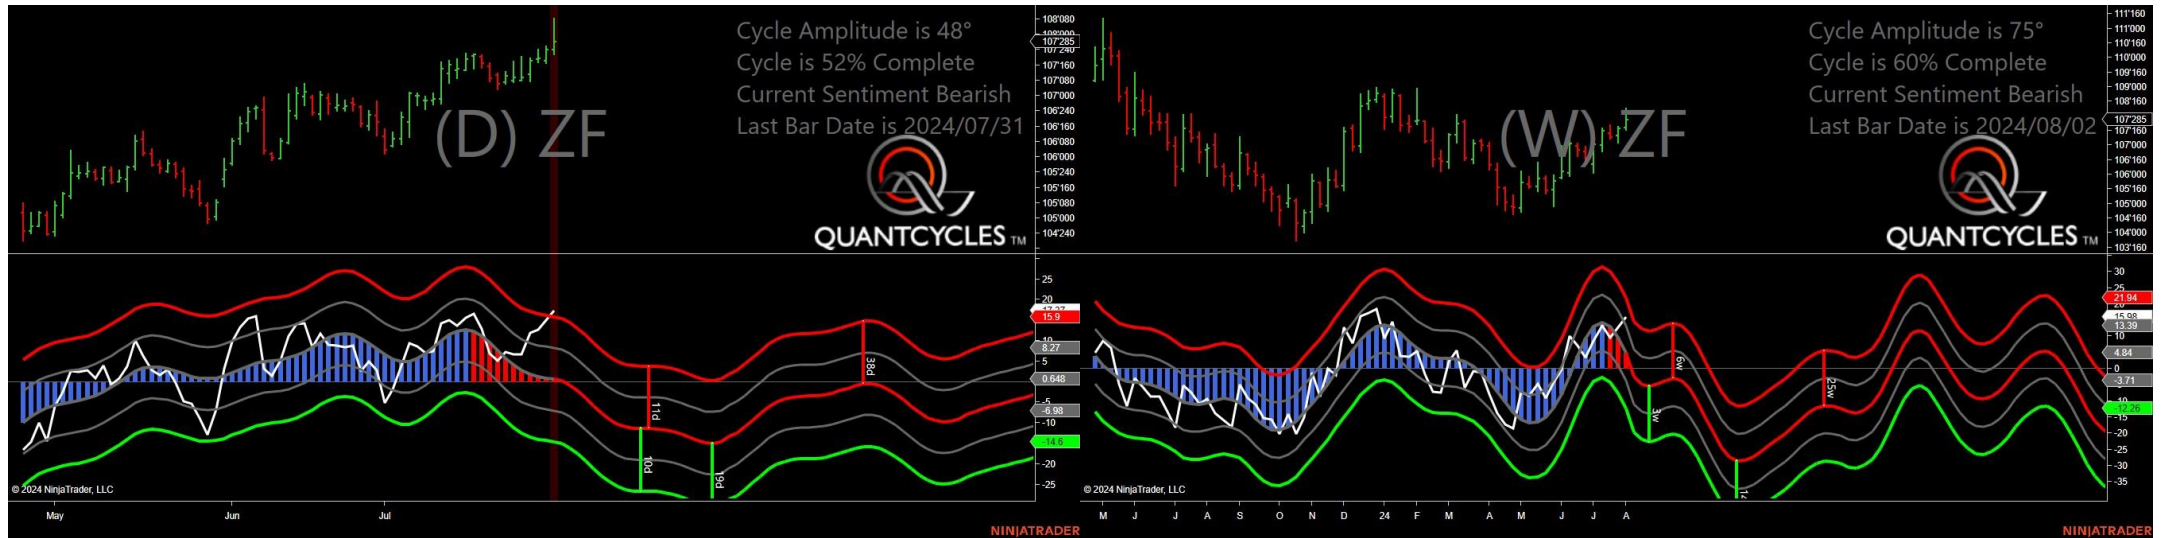 Cycle Amplitude is 48°
Cycle is 52% Complete
Current Sentiment Bearish
Last Bar Date is 2024/07/31
(D) ZF
QUANTCYCLES TM
108'080
107'285
107'240
107'160
107'080
107'000
106'240
106'160
106'080
106'000
105'240
105'160
105'080
105'000
104'240
25
20
15.9
10
8.27
5
0.648
-5
-6.98
-10
-14.6
-20
-25
11d
10d
19d
38d
© 2024 NinjaTrader, LLC
May Jun Jul
NINJATRADER
Cycle Amplitude is 75°
Cycle is 60% Complete
Current Sentiment Bearish
Last Bar Date is 2024/08/02
(W) ZF
QUANTCYCLES TM
111'160
111'000
110'160
110'000
109'160
109'000
108'160
107'285
107'160
107'000
106'160
106'000
105'160
105'000
104'160
104'000
103'160
30
25
21.94
15.98
13.39
10
4.84
0
-3.71
-10
-12.26
-15
-20
-25
-30
-35
6w
3w
25w
© 2024 NinjaTrader, LLC
M J J A S O N D 24 F M A M J J A
NINJATRADER